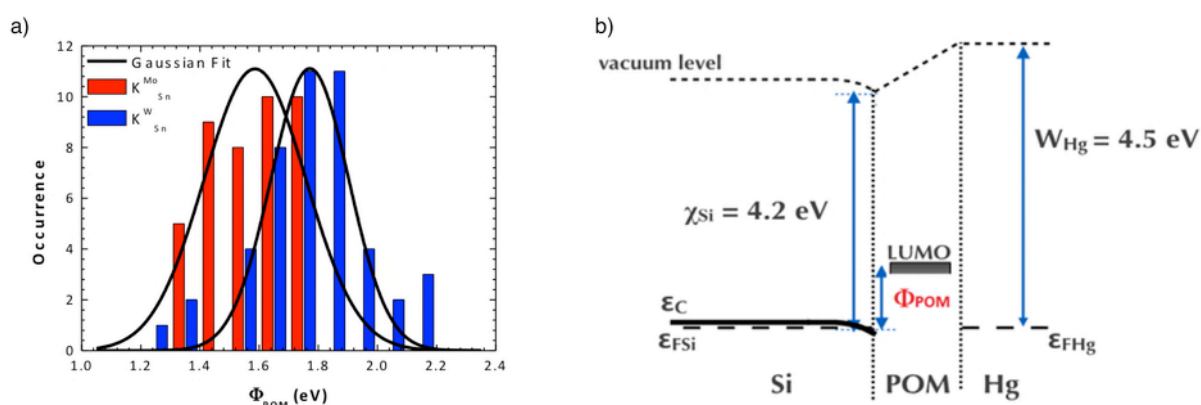 a)
12
10
8
6
4
2
0
Occurrence
Gaussian Fit
K^Mo_Sn
K^W_Sn
1.0 1.2 1.4 1.6 1.8 2.0 2.2 2.4
Φ_POM (eV)
b)
vacuum level
W_Hg = 4.5 eV
χ_Si = 4.2 eV
LUMO
Φ_POM
ε_C
ε_FSi
ε_FHg
Si POM Hg